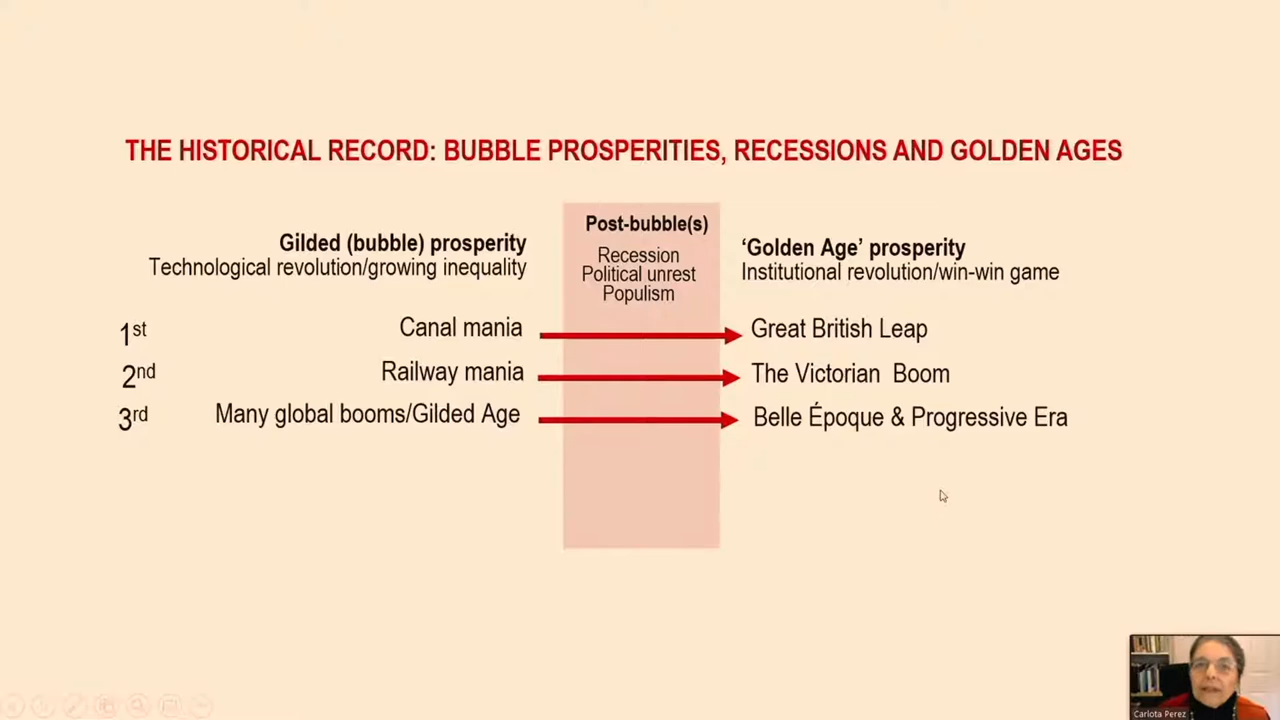 THE HISTORICAL RECORD: BUBBLE PROSPERITIES, RECESSIONS AND GOLDEN AGES
Gilded (bubble) prosperity
Technological revolution/growing inequality
Post-bubble(s)
Recession
Political unrest
Populism
‘Golden Age’ prosperity
Institutional revolution/win-win game
1st Canal mania Great British Leap
2nd Railway mania The Victorian Boom
3rd Many global booms/Gilded Age Belle Époque & Progressive Era
Carlota Perez